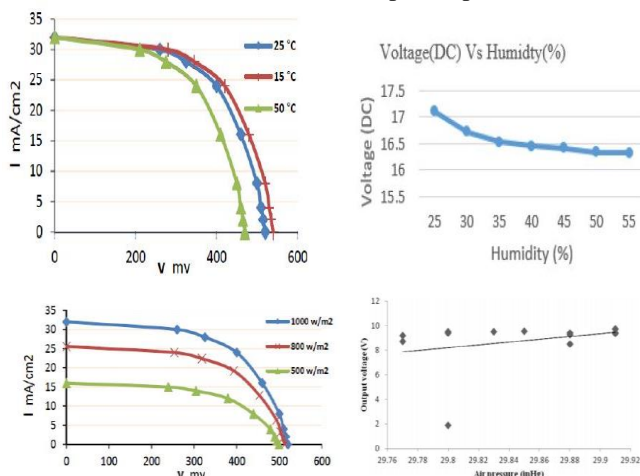 35
30
25
20
15
10
5
0
I mA/cm2
25 °C
15 °C
50 °C
0 200 400 600
V mv
Voltage(DC) Vs Humidty(%)
17.5
17
16.5
16
15.5
Voltage (DC)
25 30 35 40 45 50 55
Humidity (%)
35
30
25
20
15
10
5
0
I mA/cm2
1000 w/m2
800 w/m2
500 w/m2
0 100 200 300 400 500 600
V mv
12
10
8
6
4
2
0
Output voltage(V)
29.76 29.78 29.8 29.82 29.84 29.86 29.88 29.9 29.92
Air pressure (inHg)